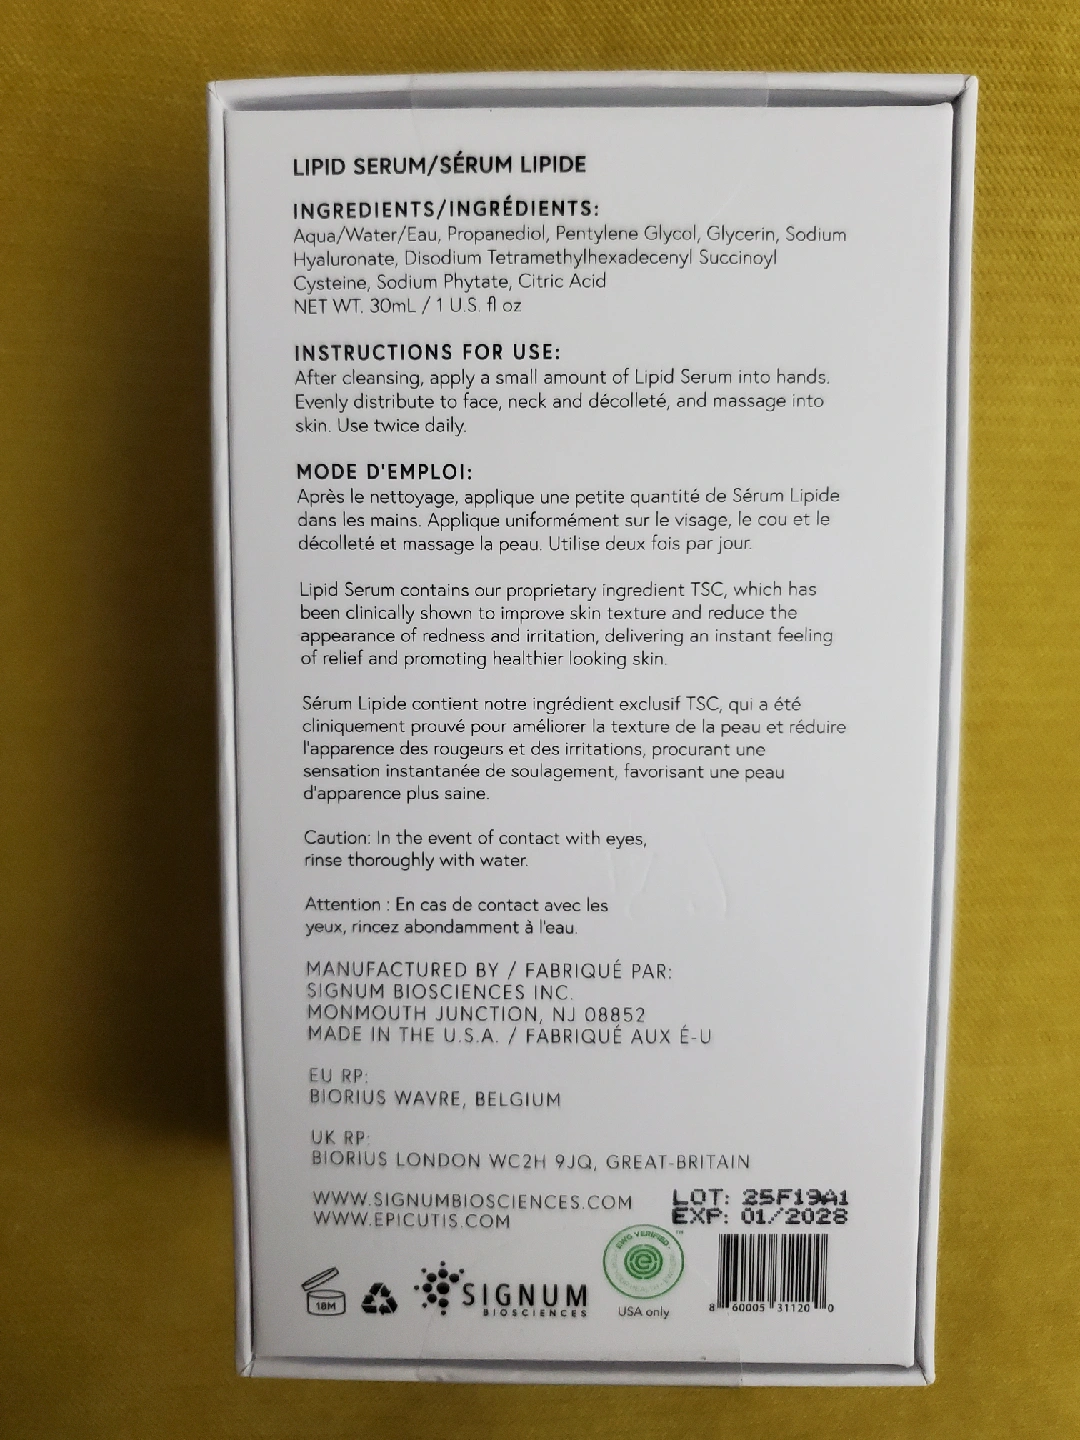 LIPID SERUM/SÉRUM LIPIDE
INGREDIENTS/INGRÉDIENTS:
Aqua/Water/Eau, Propanediol, Pentylene Glycol, Glycerin, Sodium
Hyaluronate, Disodium Tetramethylhexadecenyl Succinoyl
Cysteine, Sodium Phytate, Citric Acid
NET WT. 30mL / 1 U.S. fl oz
INSTRUCTIONS FOR USE:
After cleansing, apply a small amount of Lipid Serum into hands.
Evenly distribute to face, neck and décolleté, and massage into
skin. Use twice daily.
MODE D'EMPLOI:
Après le nettoyage, applique une petite quantité de Sérum Lipide
dans les mains. Applique uniformément sur le visage, le cou et le
décolleté et massage la peau. Utilise deux fois par jour.
Lipid Serum contains our proprietary ingredient TSC, which has
been clinically shown to improve skin texture and reduce the
appearance of redness and irritation, delivering an instant feeling
of relief and promoting healthier looking skin.
Sérum Lipide contient notre ingrédient exclusif TSC, qui a été
cliniquement prouvé pour améliorer la texture de la peau et réduire
l'apparence des rougeurs et des irritations, procurant une
sensation instantanée de soulagement, favorisant une peau
d'apparence plus saine.
Caution: In the event of contact with eyes,
rinse thoroughly with water.
Attention : En cas de contact avec les
yeux, rincez abondamment à l'eau.
MANUFACTURED BY / FABRIQUÉ PAR:
SIGNUM BIOSCIENCES INC.
MONMOUTH JUNCTION, NJ 08852
MADE IN THE U.S.A. / FABRIQUÉ AUX É-U
EU RP:
BIORIUS WAVRE, BELGIUM
UK RP:
BIORIUS LONDON WC2H 9JQ, GREAT-BRITAIN
WWW.SIGNUMBIOSCIENCES.COM
WWW.EPICUTIS.COM
LOT: 25F19A1
EXP: 01/2028
EWG VERIFIED
18M
SIGNUM
BIOSCIENCES
USA only
8 60005 31120 0